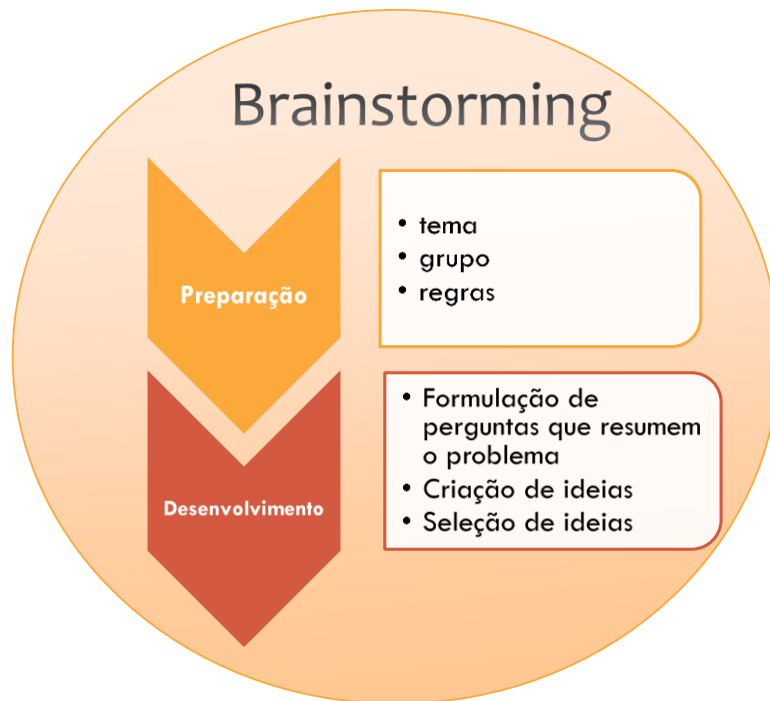 Brainstorming
Preparação
• tema
• grupo
• regras
Desenvolvimento
• Formulação de
perguntas que resumem
o problema
• Criação de ideias
• Seleção de ideias